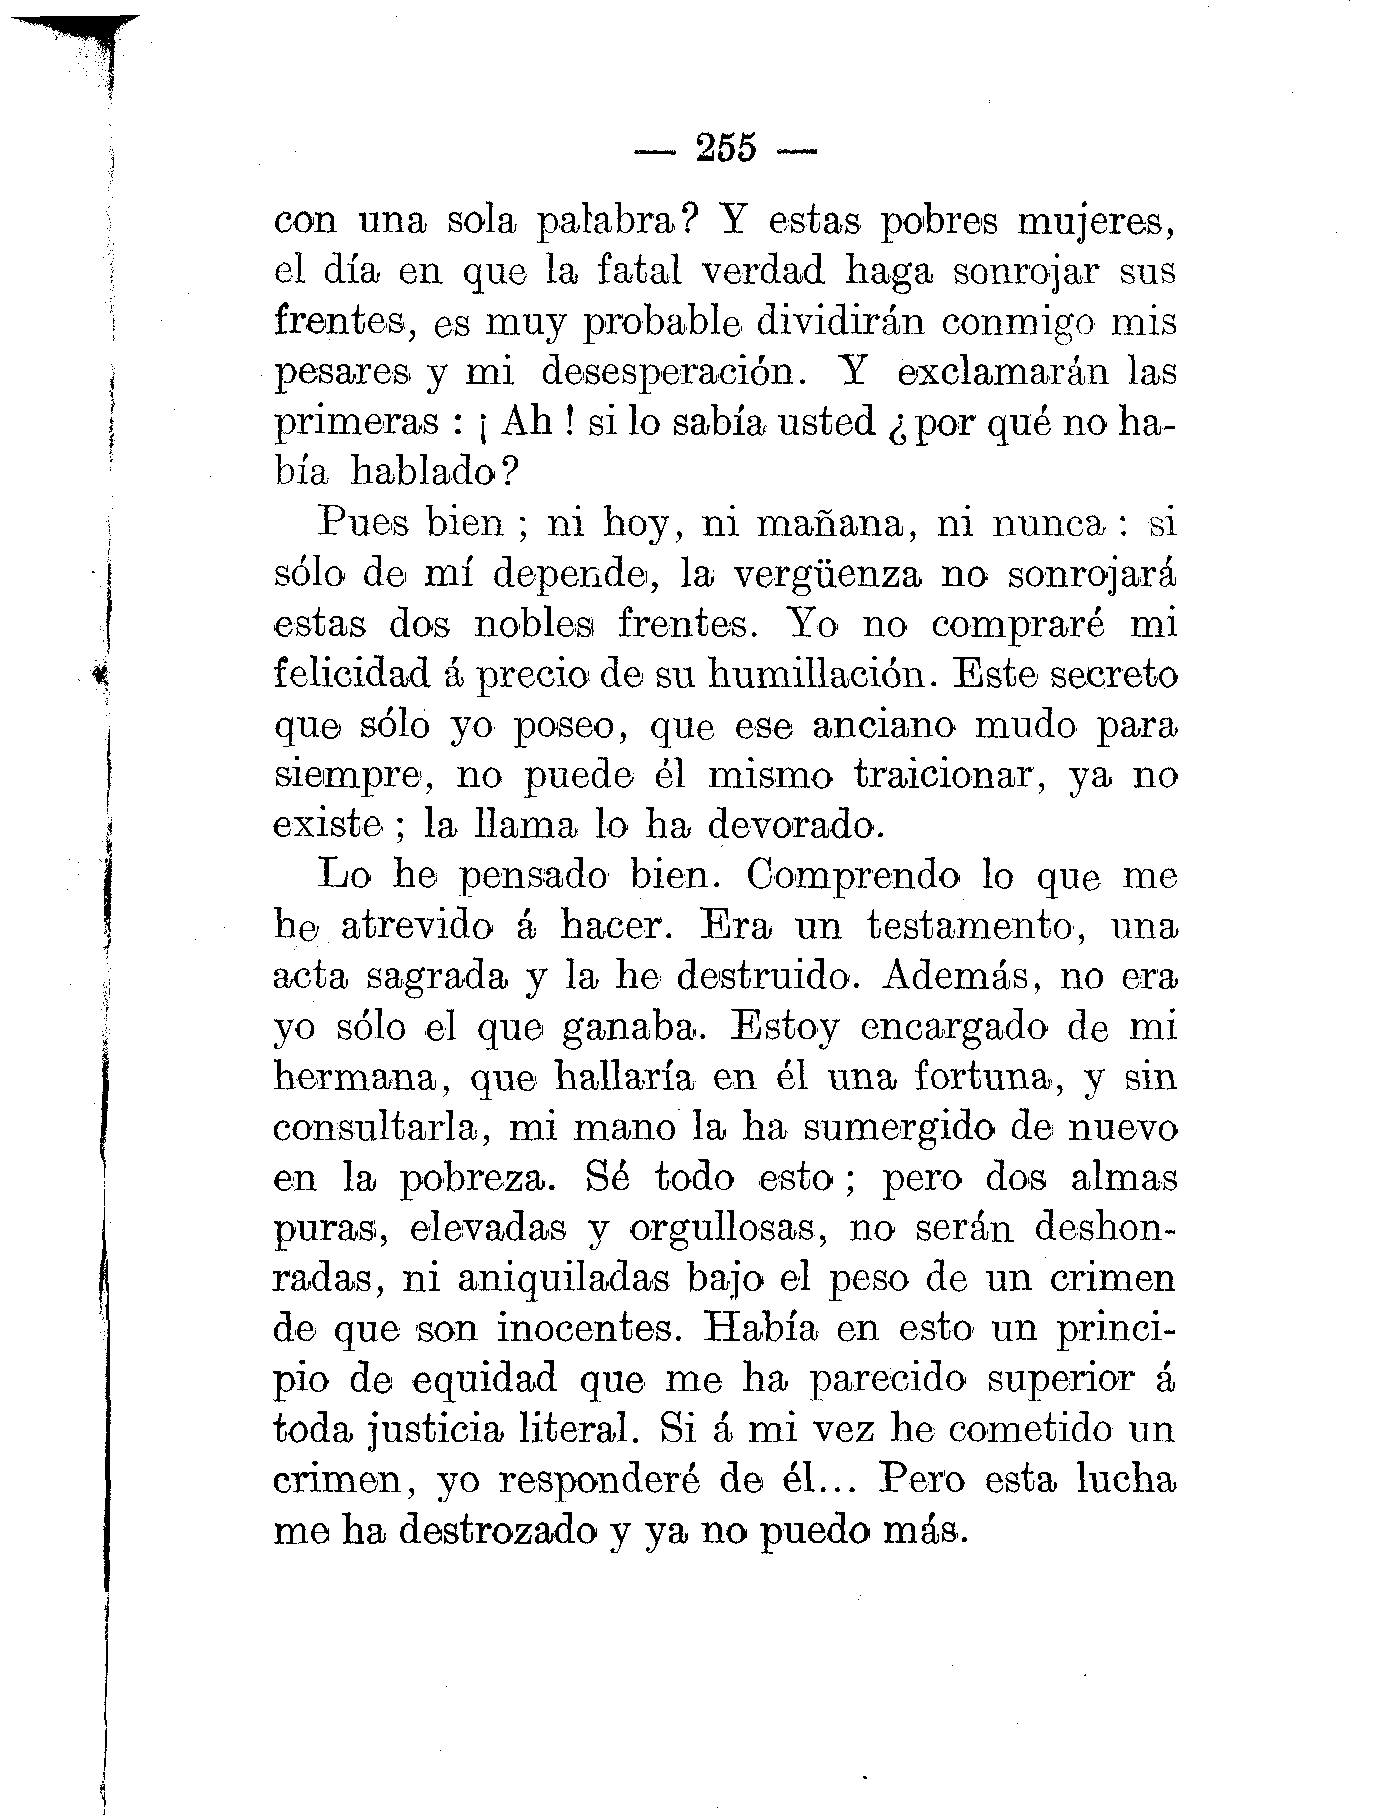 — 255 —
con una sola palabra? Y estas pobres mujeres,
el día en que la fatal verdad haga sonrojar sus
frentes, es muy probable dividirán conmigo mis
pesares y mi desesperación. Y exclamarán las
primeras : ¡ Ah ! si lo sabía usted ¿por qué no ha-
bía hablado?
Pues bien ; ni hoy, ni mañana, ni nunca : si
sólo de mí depende, la vergüenza no sonrojará
estas dos nobles frentes. Yo no compraré mi
felicidad á precio de su humillación. Este secreto
que sólo yo poseo, que ese anciano mudo para
siempre, no puede él mismo traicionar, ya no
existe ; la llama lo ha devorado.
Lo he pensado bien. Comprendo lo que me
he atrevido á hacer. Era un testamento, una
acta sagrada y la he destruido. Además, no era
yo sólo el que ganaba. Estoy encargado de mi
hermana, que hallaría en él una fortuna, y sin
consultarla, mi mano la ha sumergido de nuevo
en la pobreza. Sé todo esto ; pero dos almas
puras, elevadas y orgullosas, no serán deshon-
radas, ni aniquiladas bajo el peso de un crimen
de que son inocentes. Había en esto un princi-
pio de equidad que me ha parecido superior á
toda justicia literal. Si á mi vez he cometido un
crimen, yo responderé de él... Pero esta lucha
me ha destrozado y ya no puedo más.